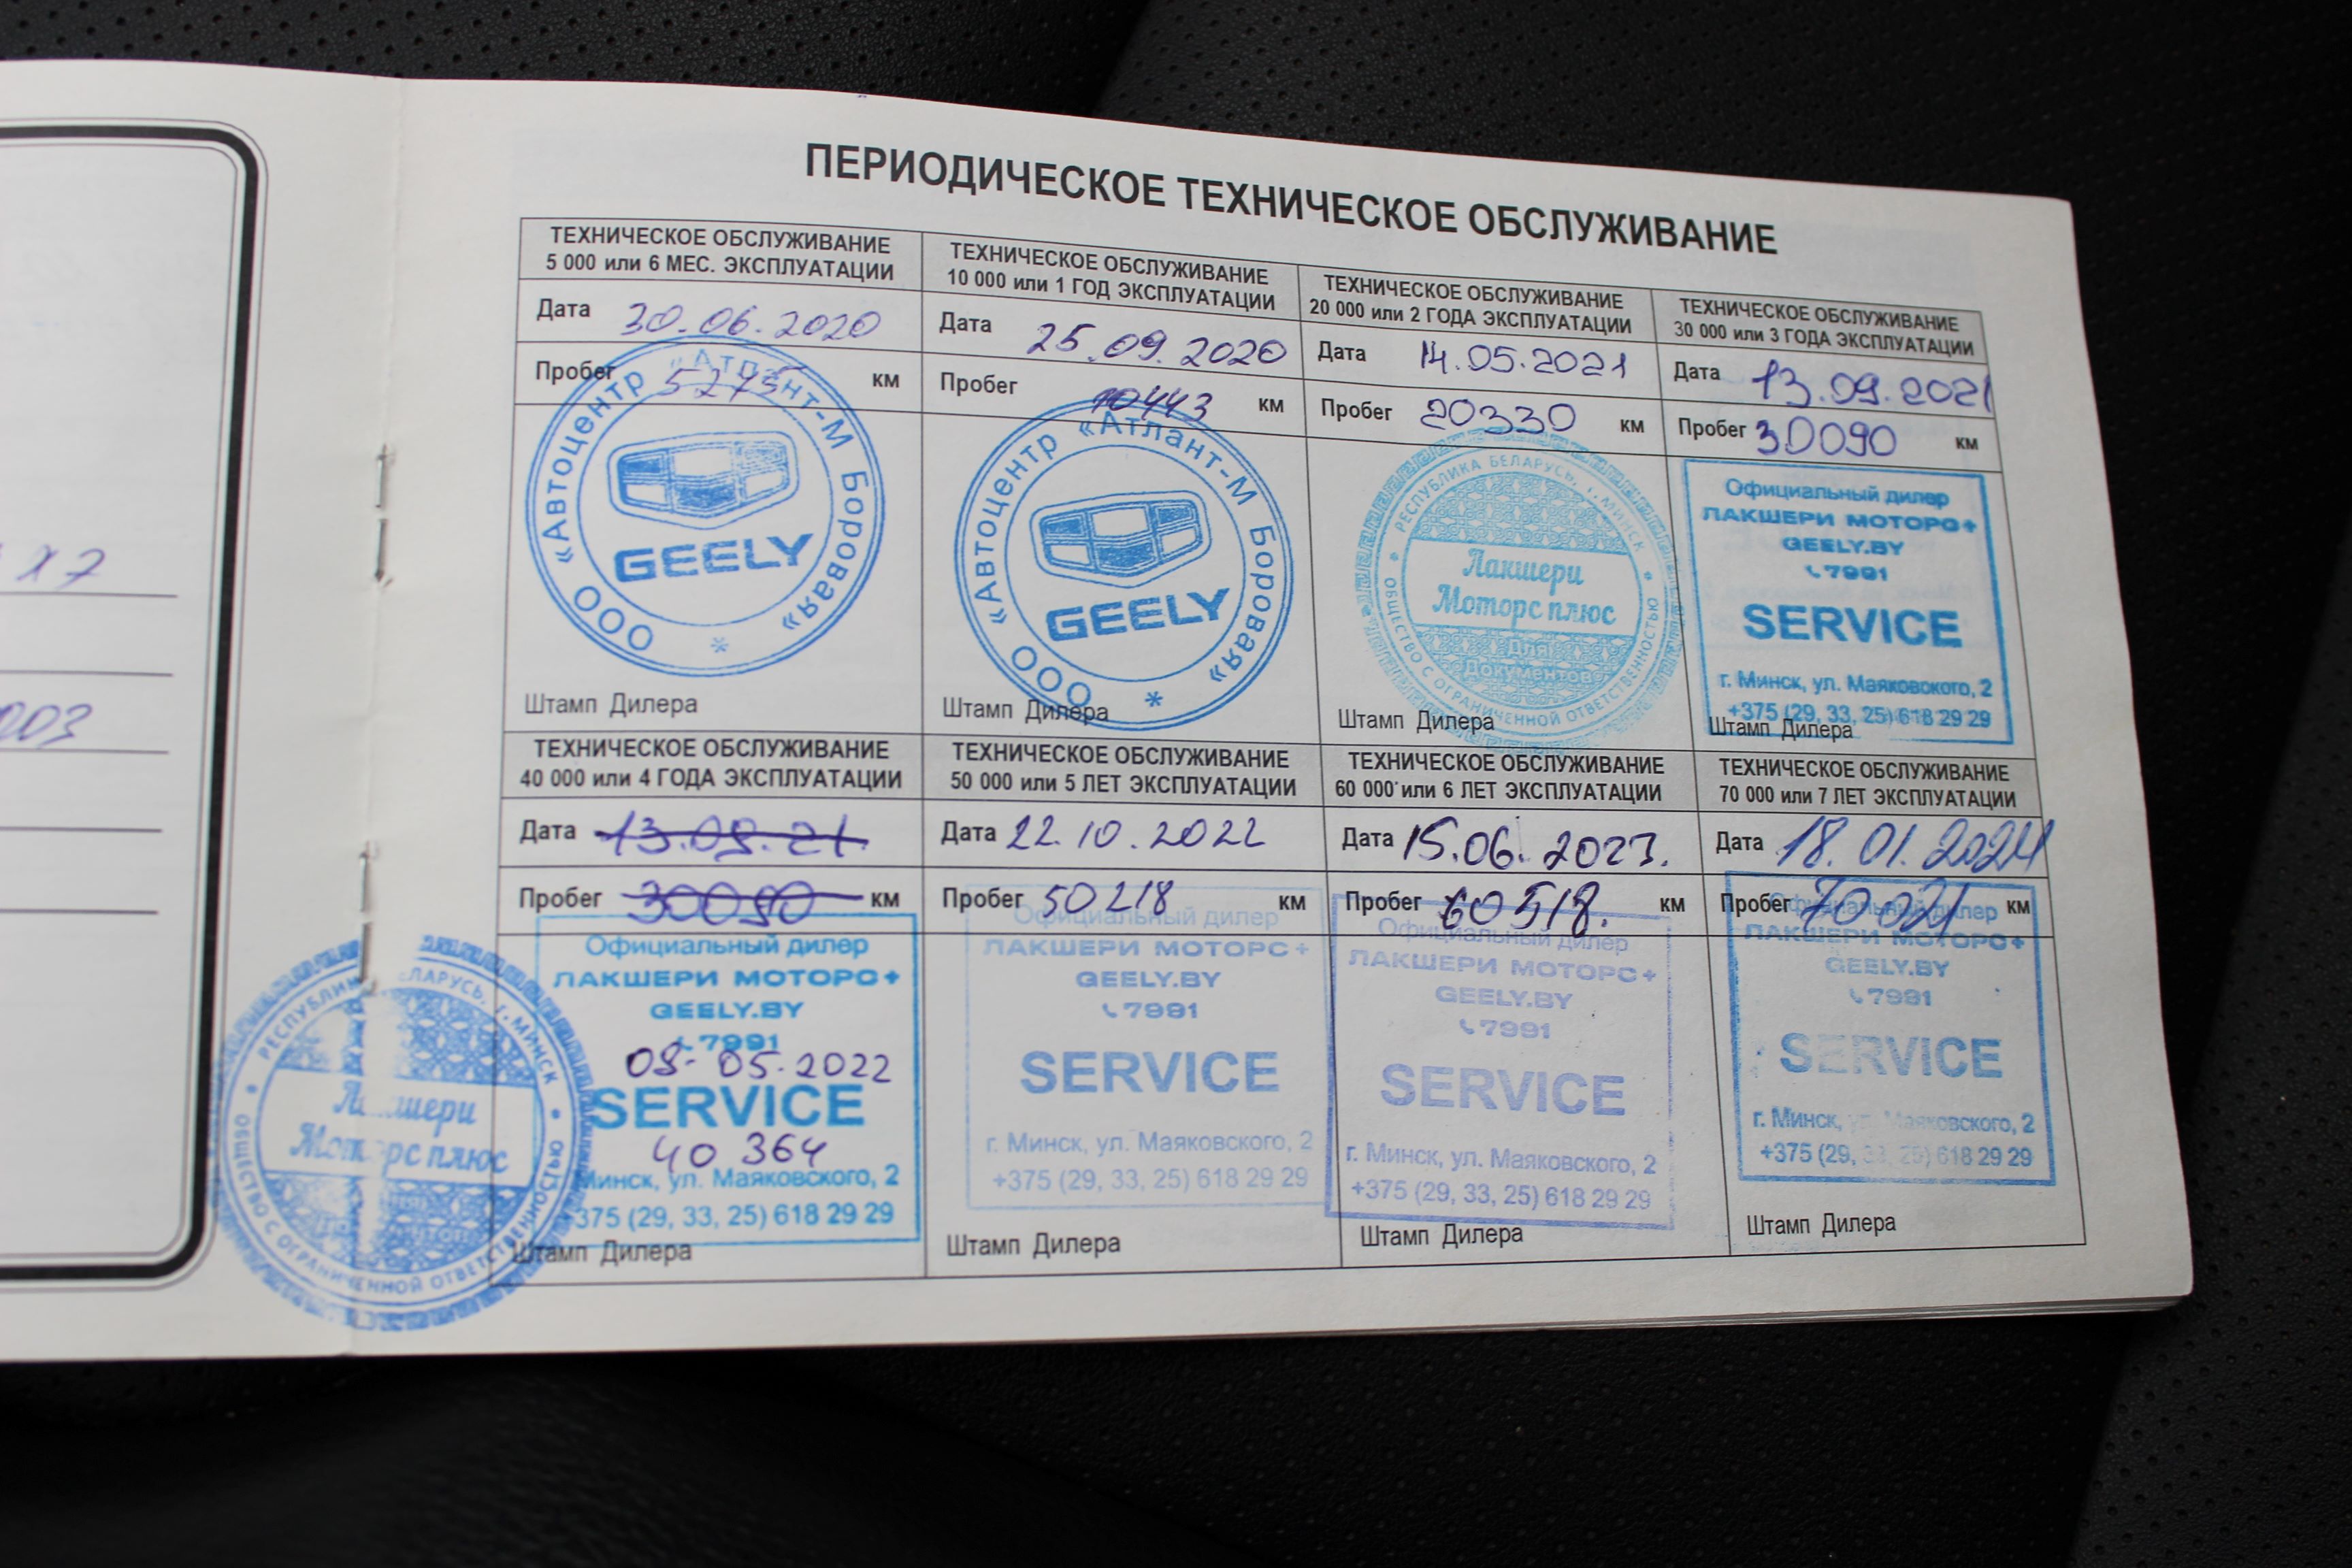 х7
003
ПЕРИОДИЧЕСКОЕ ТЕХНИЧЕСКОЕ ОБСЛУЖИВАНИЕ
ТЕХНИЧЕСКОЕ ОБСЛУЖИВАНИЕ
5 000 или 6 МЕС. ЭКСПЛУАТАЦИИ
Дата 30.06.2020
Пробег 5275 км
ООО «Автоцентр «Атлант-М Боровая»
GEELY
Штамп Дилера
ТЕХНИЧЕСКОЕ ОБСЛУЖИВАНИЕ
10 000 или 1 ГОД ЭКСПЛУАТАЦИИ
Дата 25.09.2020
Пробег 10443 км
ООО «Автоцентр «Атлант-М Боровая»
GEELY
Штамп Дилера
ТЕХНИЧЕСКОЕ ОБСЛУЖИВАНИЕ
20 000 или 2 ГОДА ЭКСПЛУАТАЦИИ
Дата 14.05.2021
Пробег 20330 км
РЕСПУБЛИКА БЕЛАРУСЬ, г. МИНСК
Лакшери
Моторс плюс
Для
Документов
ОБЩЕСТВО С ОГРАНИЧЕННОЙ ОТВЕТСТВЕННОСТЬЮ
Штамп Дилера
ТЕХНИЧЕСКОЕ ОБСЛУЖИВАНИЕ
30 000 или 3 ГОДА ЭКСПЛУАТАЦИИ
Дата 13.09.2021
Пробег 30090 км
Официальный дилер
ЛАКШЕРИ МОТОРС+
GEELY.BY
7991
SERVICE
г. Минск, ул. Маяковского, 2
+375 (29, 33, 25) 618 29 29
Штамп Дилера
ТЕХНИЧЕСКОЕ ОБСЛУЖИВАНИЕ
40 000 или 4 ГОДА ЭКСПЛУАТАЦИИ
Дата 13.09.21.
Пробег 30090 км
Официальный дилер
ЛАКШЕРИ МОТОРС+
GEELY.BY
7991
08-05.2022
SERVICE
40 364
Минск, ул. Маяковского, 2
375 (29, 33, 25) 618 29 29
Штамп Дилера
РЕСПУБЛИК ЕЛАРУСЬ, г. МИНСК
Лакшери
Моторс плюс
ОБЩЕСТВО С ОГРАНИЧЕННОЙ ОТВЕТСТВЕННОСТЬЮ
ТЕХНИЧЕСКОЕ ОБСЛУЖИВАНИЕ
50 000 или 5 ЛЕТ ЭКСПЛУАТАЦИИ
Дата 22.10.2022
Пробег 50218 км
Официальный дилер
ЛАКШЕРИ МОТОРС+
GEELY.BY
7991
SERVICE
г. Минск, ул. Маяковского, 2
+375 (29, 33, 25) 618 29 29
Штамп Дилера
ТЕХНИЧЕСКОЕ ОБСЛУЖИВАНИЕ
60 000 или 6 ЛЕТ ЭКСПЛУАТАЦИИ
Дата 15.06.2023.
Пробег 60518. км
Официальный дилер
ЛАКШЕРИ МОТОРС+
GEELY.BY
7991
SERVICE
г. Минск, ул. Маяковского, 2
+375 (29, 33, 25) 618 29 29
Штамп Дилера
ТЕХНИЧЕСКОЕ ОБСЛУЖИВАНИЕ
70 000 или 7 ЛЕТ ЭКСПЛУАТАЦИИ
Дата 18.01.2024
Пробег 70021 км
Официальный дилер
ЛАКШЕРИ МОТОРС+
GEELY.BY
7991
SERVICE
г. Минск, ул. Маяковского, 2
+375 (29, 33, 25) 618 29 29
Штамп Дилера